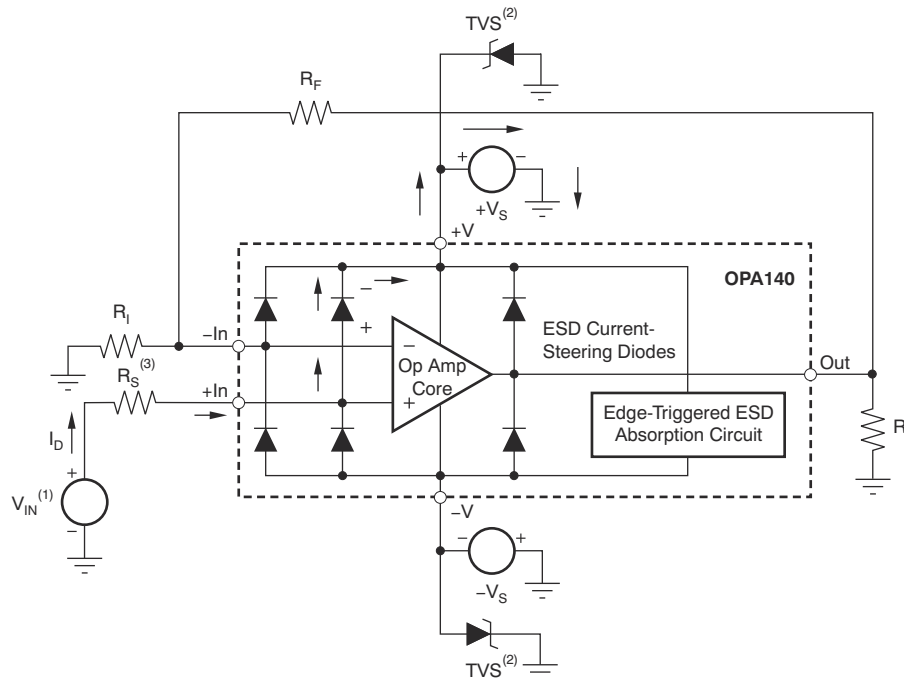 TVS(2)
RF
+ −
+VS
+V
OPA140
−
+
RI
−In
(3)
RS
+In
−
+
Op Amp
Core
ESD Current-
Steering Diodes
Out
Edge-Triggered ESD
Absorption Circuit
R
ID
+
VIN(1)
−
−V
− +
−VS
TVS(2)